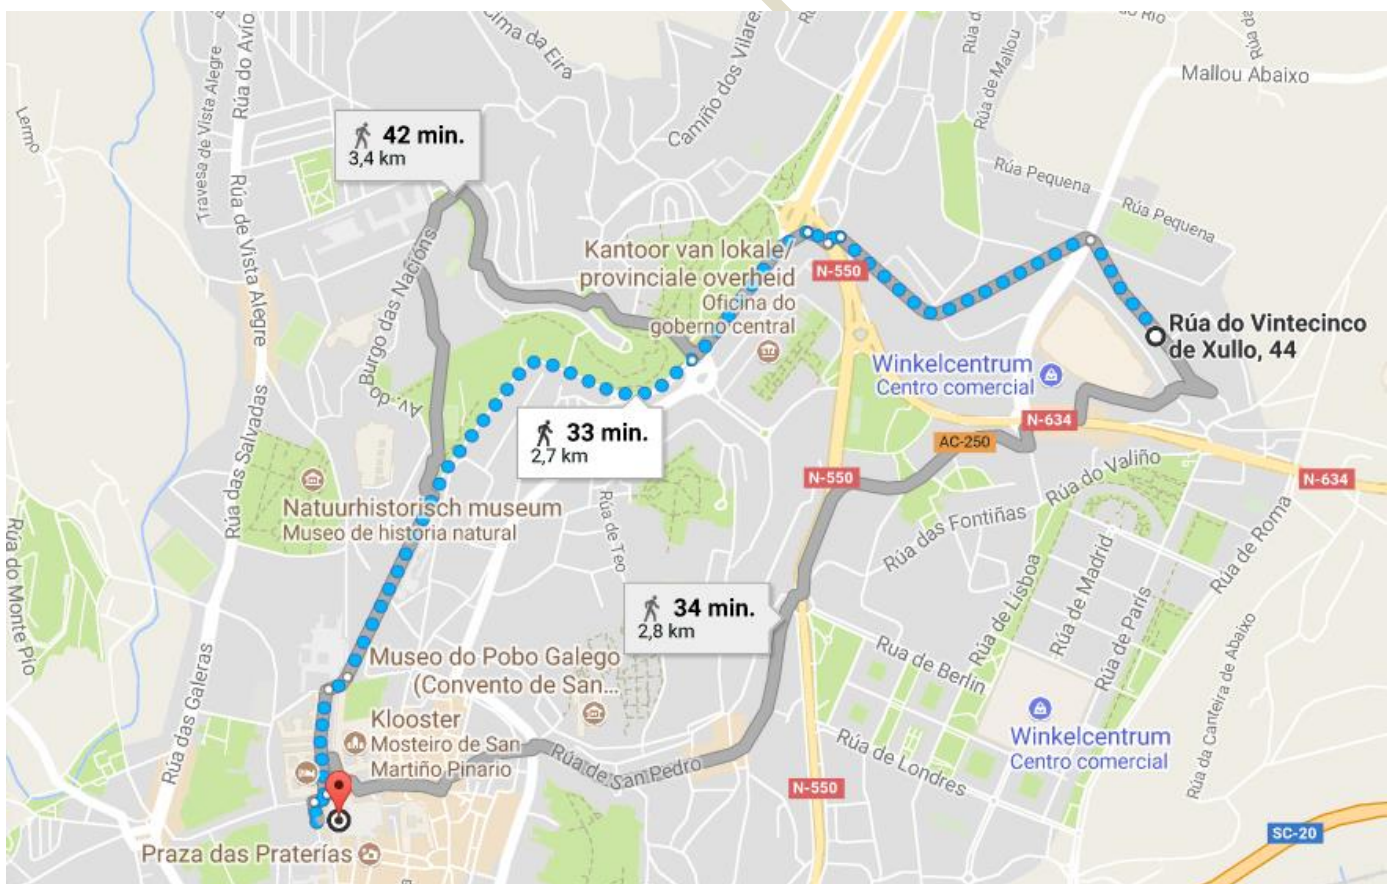 Cima da Eira
Camiño dos Vilares
Rúa de Mallou
Mallou Abaixo
Lermo
Travesa de Vista Alegre
Rúa do Avio
42 min.
3,4 km
Rúa Pequena
Rúa Pequena
Rúa de Vista Alegre
Kantoor van lokale/
provinciale overheid
Oficina do
goberno central
N-550
Av. do Burgo das Nacións
Rúa do Vintecinco
de Xullo, 44
Winkelcentrum
Centro comercial
N-634
AC-250
33 min.
2,7 km
Rúa das Salvadas
N-550
Rúa do Valiño
N-634
Natuurhistorisch museum
Museo de historia natural
Rúa de Teo
Rúa das Fontiñas
Rúa de Roma
Rúa do Monte Pío
Rúa de Lisboa
Rúa de Madrid
Rúa de París
34 min.
2,8 km
Rúa da Canteira de Abaixo
Museo do Pobo Galego
(Convento de San...
Rúa de Berlín
Rúa das Galeras
Klooster
Mosteiro de San
Martiño Pinario
Rúa de San Pedro
Rúa de Londres
Winkelcentrum
Centro comercial
N-550
SC-20
Praza das Praterías